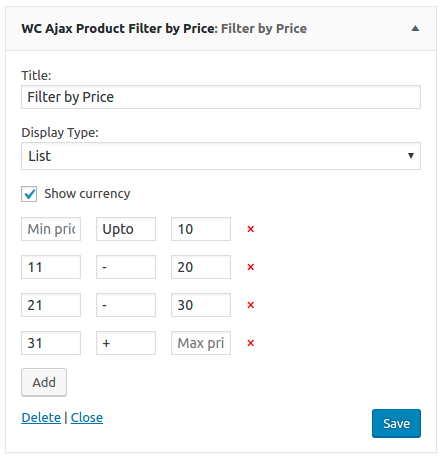 WC Ajax Product Filter by Price: Filter by Price
Title:
Filter by Price
Display Type:
List
Show currency
Min pric Upto 10 ×
11 - 20 ×
21 - 30 ×
31 + Max pri ×
Add
Delete | Close
Save